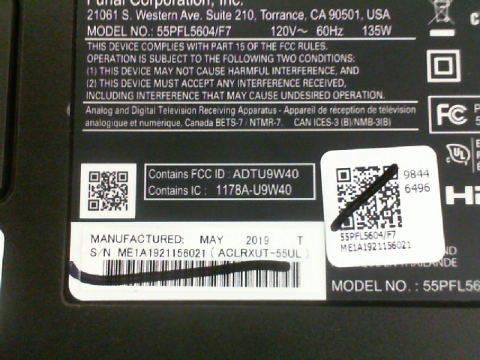 Funai Corporation, Inc.
21061 S. Western Ave. Suite 210, Torrance, CA 90501, USA
MODEL NO.: 55PFL5604/F7 120V~ 60Hz 135W
THIS DEVICE COMPLIES WITH PART 15 OF THE FCC RULES.
OPERATION IS SUBJECT TO THE FOLLOWING TWO CONDITIONS:
(1) THIS DEVICE MAY NOT CAUSE HARMFUL INTERFERENCE, AND
(2) THIS DEVICE MUST ACCEPT ANY INTERFERENCE RECEIVED,
INCLUDING INTERFERENCE THAT MAY CAUSE UNDESIRED OPERATION.
Analog and Digital Television Receiving Apparatus - Appareil de réception de télévision
analogique et numérique, Canada BETS-7 / NTMR-7. CAN ICES-3 (B)/NMB-3(B)
FC
UL
Contains FCC ID : ADTU9W40
Contains IC : 1178A-U9W40
9844
6496
55PFL5604/F7
ME1A1921156021
MANUFACTURED: MAY 2019 T
S/N ME1A1921156021 ( ACLRXUT-55UL )
THAILANDE
MODEL NO. : 55PFL56